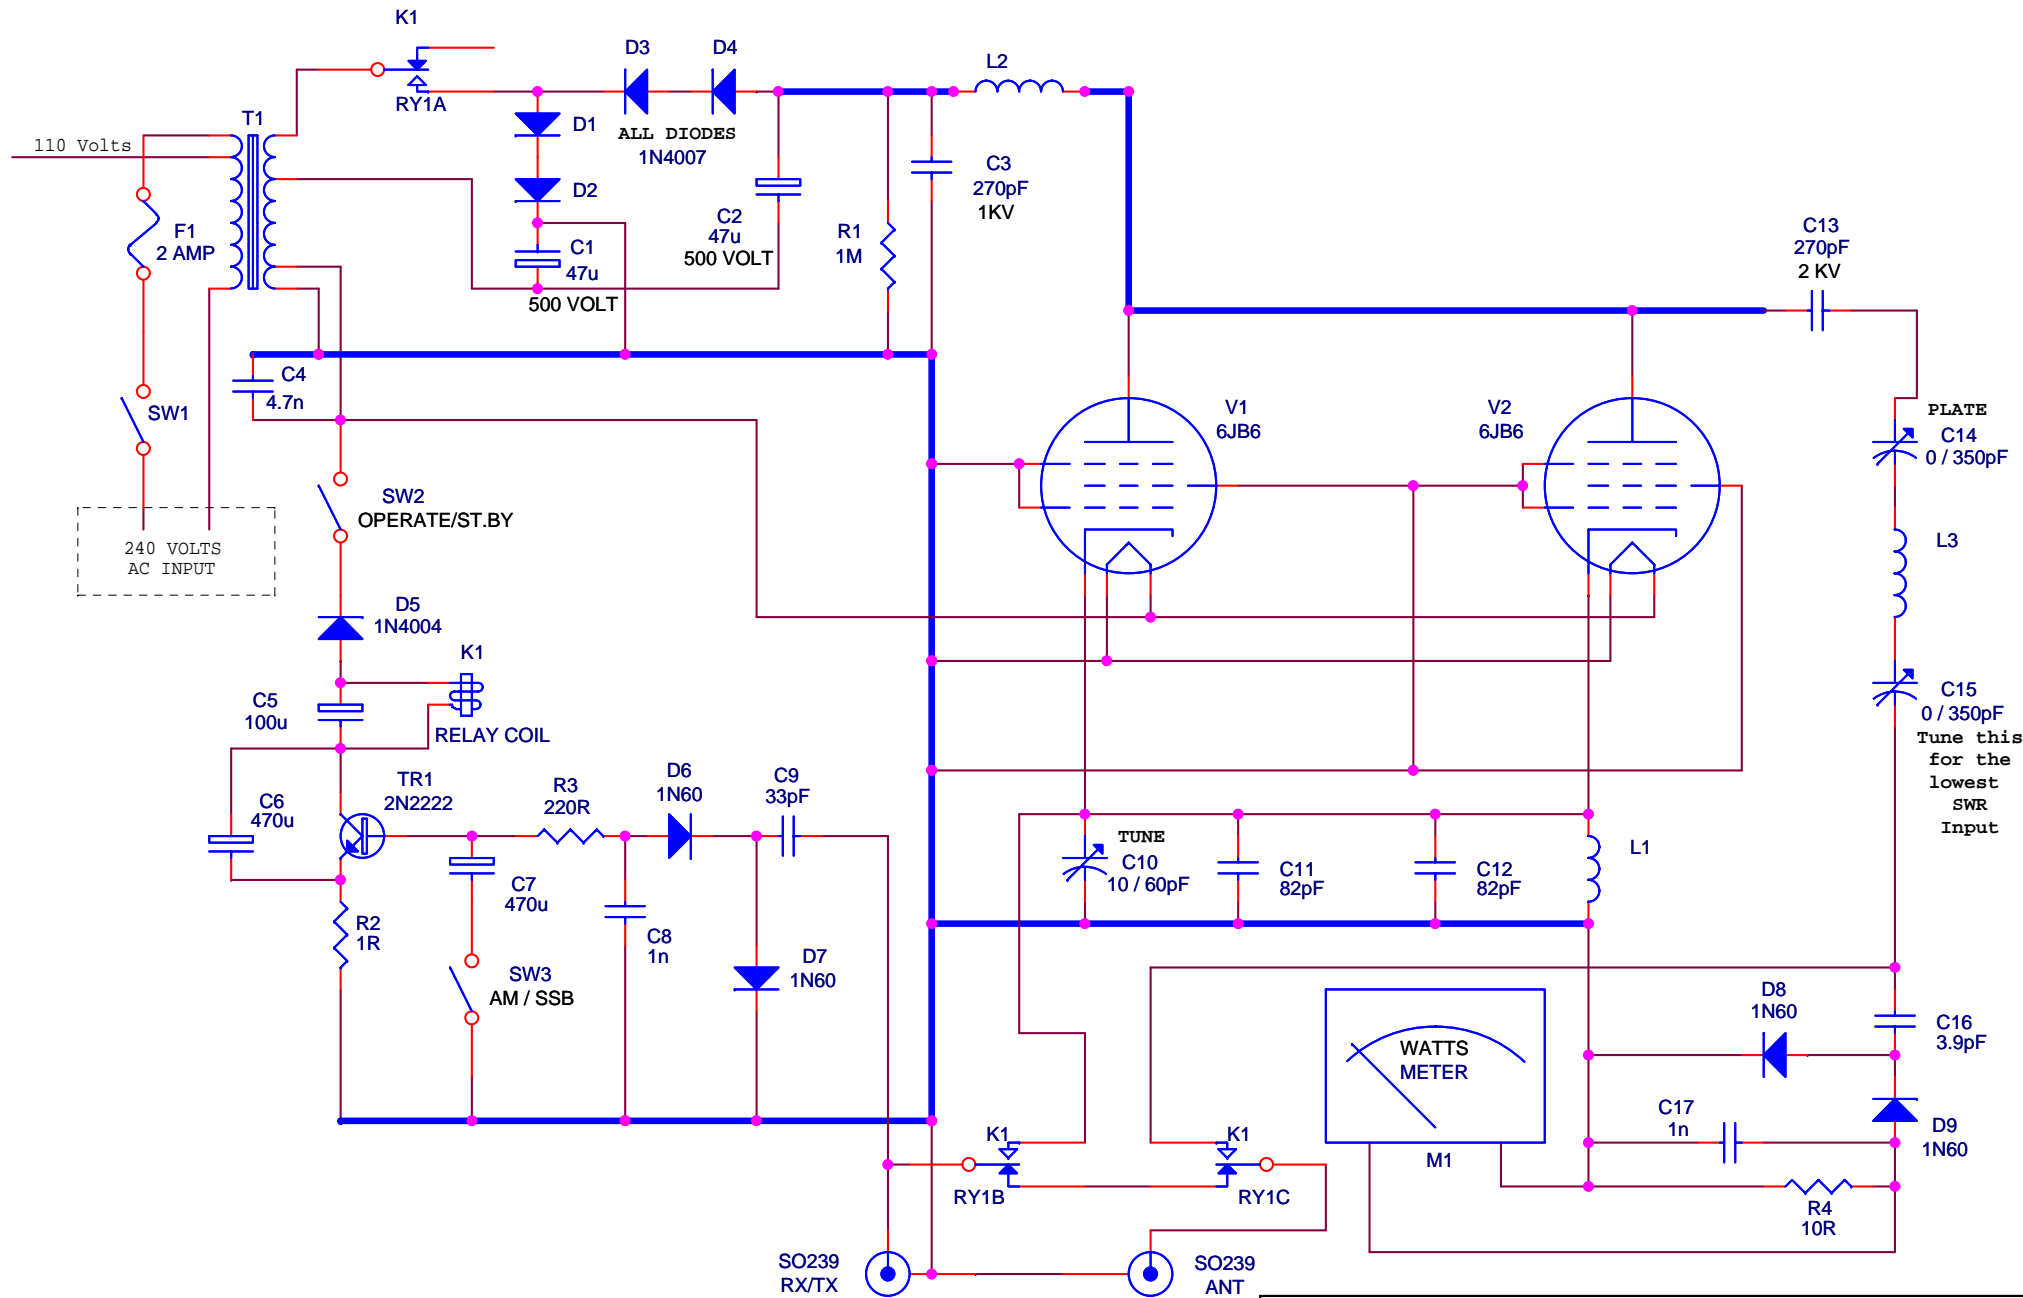 K1
RY1A
D3
D4
ALL DIODES
1N4007
L2
T1
110 Volts
D1
D2
C1
47u
500 VOLT
C2
47u
500 VOLT
R1
1M
C3
270pF
1KV
C13
270pF
2 KV
F1
2 AMP
SW1
C4
4.7n
240 VOLTS
AC INPUT
SW2
OPERATE/ST.BY
V1
6JB6
V2
6JB6
PLATE
C14
0 / 350pF
L3
C15
0 / 350pF
Tune this
for the
lowest
SWR
Input
D5
1N4004
K1
RELAY COIL
C5
100u
C6
470u
TR1
2N2222
R3
220R
D6
1N60
C9
33pF
C7
470u
R2
1R
SW3
AM / SSB
C8
1n
D7
1N60
TUNE
C10
10 / 60pF
C11
82pF
C12
82pF
L1
WATTS
METER
M1
D8
1N60
C16
3.9pF
C17
1n
D9
1N60
R4
10R
K1
RY1B
K1
RY1C
SO239
RX/TX
SO239
ANT